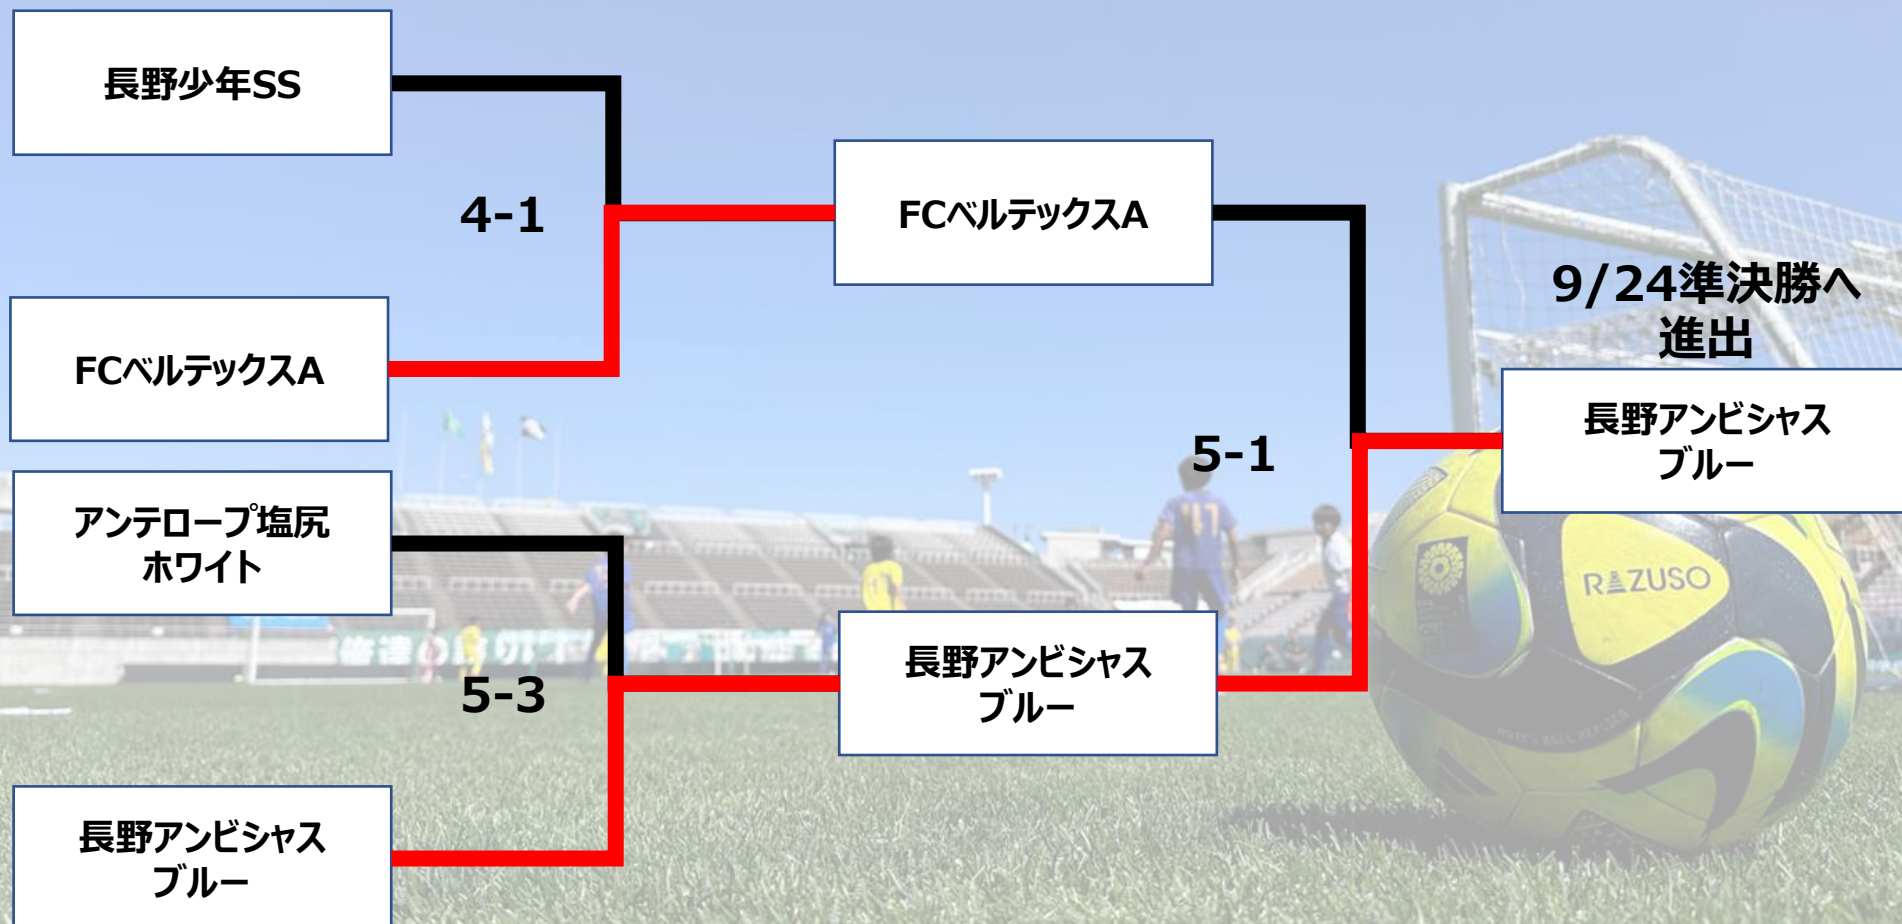 長野少年SS
4-1
FCベルテックスA
FCベルテックスA
9/24準決勝へ
進出
長野アンビシャス
ブルー
5-1
アンテロープ塩尻
ホワイト
5-3
長野アンビシャス
ブルー
長野アンビシャス
ブルー
RAZUSO
17